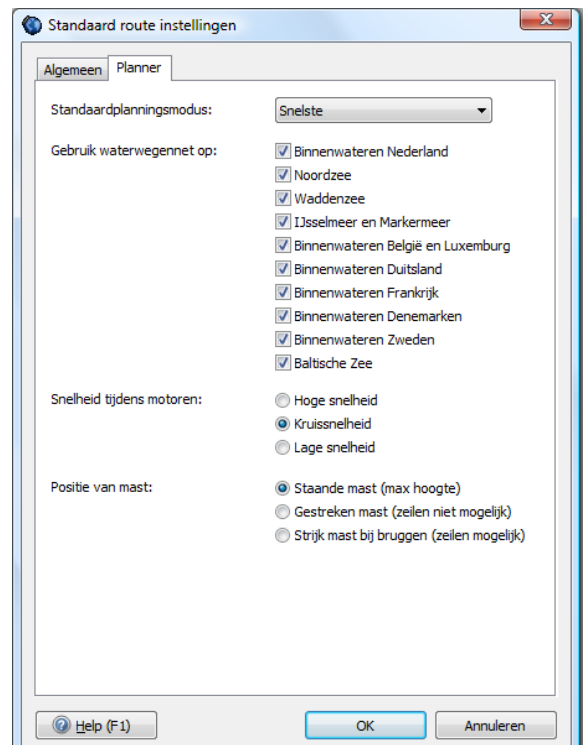 Standaard route instellingen
Algemeen Planner
Standaardplanningsmodus: Snelste
Gebruik waterwegennet op: Binnenwateren Nederland
Noordzee
Waddenzee
IJsselmeer en Markermeer
Binnenwateren België en Luxemburg
Binnenwateren Duitsland
Binnenwateren Frankrijk
Binnenwateren Denemarken
Binnenwateren Zweden
Baltische Zee
Snelheid tijdens motoren: Hoge snelheid
Kruissnelheid
Lage snelheid
Positie van mast: Staande mast (max hoogte)
Gestreken mast (zeilen niet mogelijk)
Strijk mast bij bruggen (zeilen mogelijk)
Help (F1) OK Annuleren